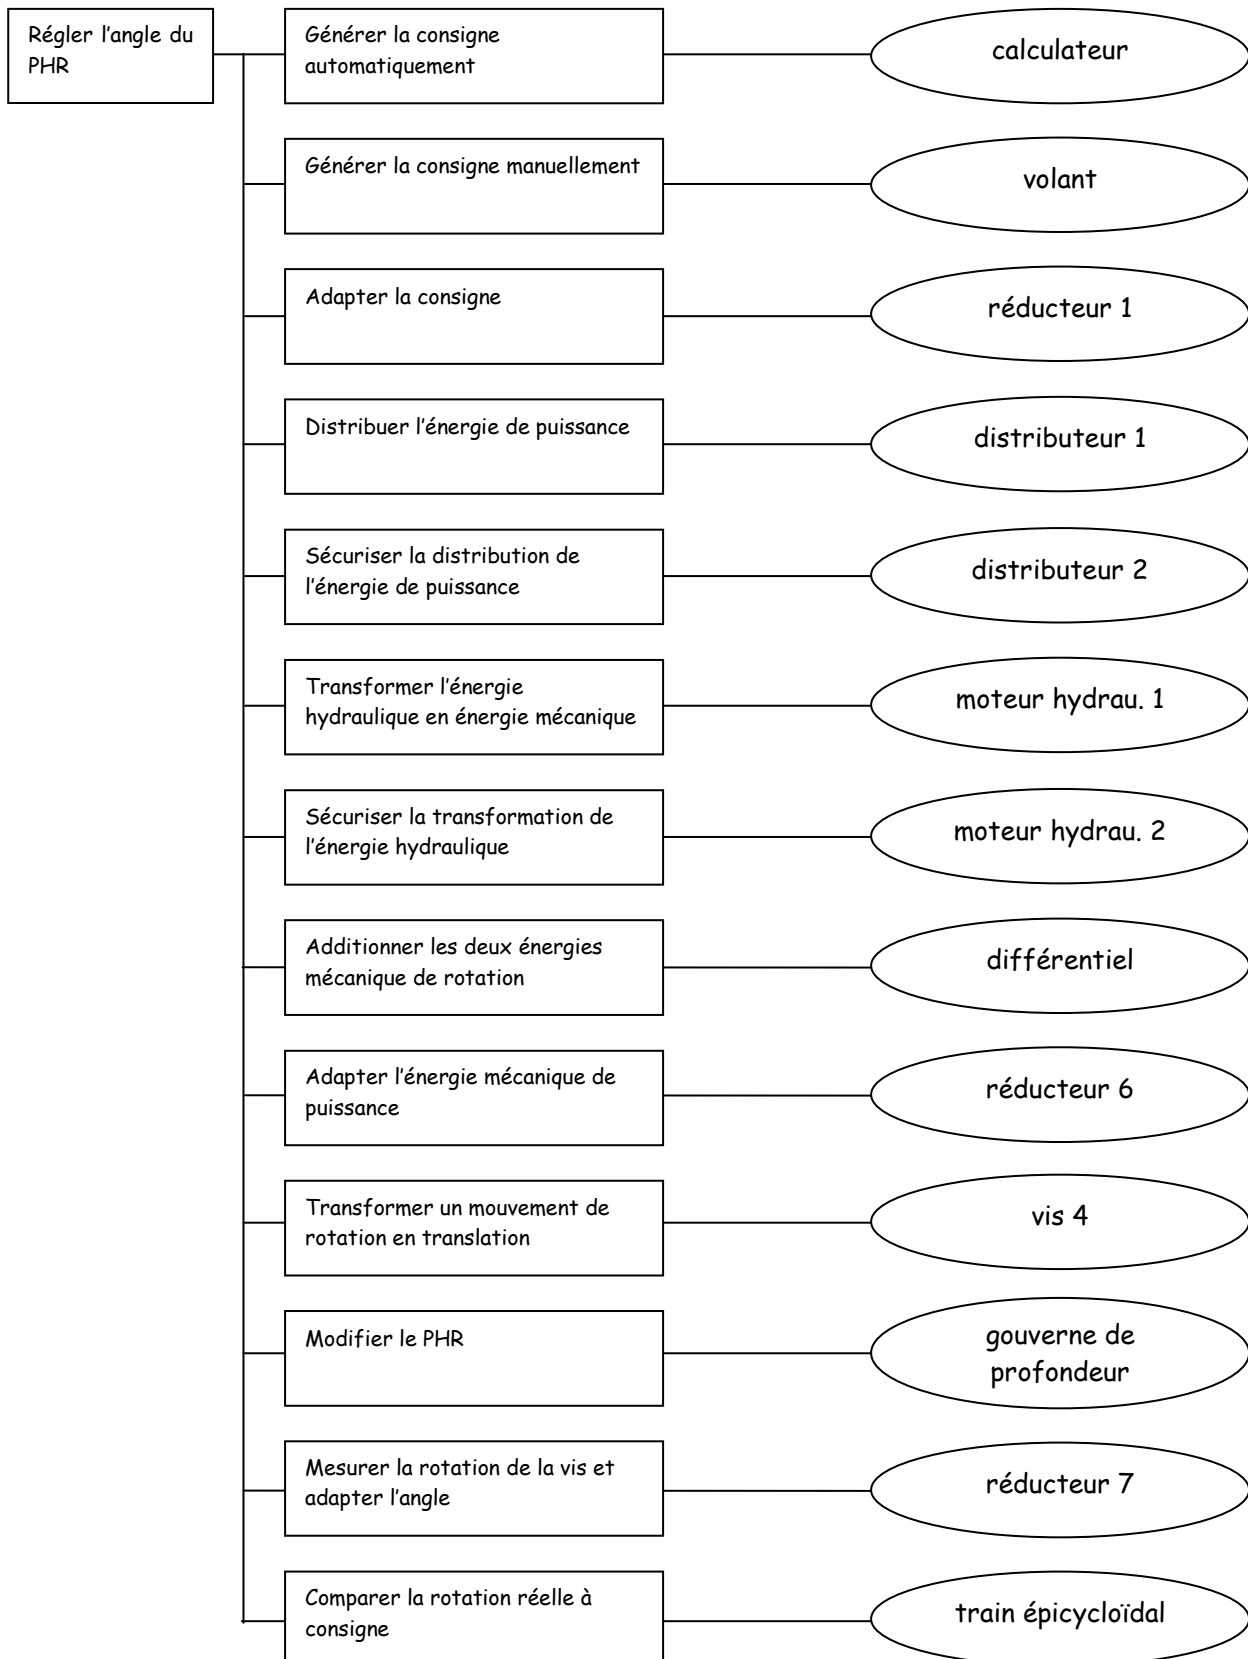 Régler l'angle du
PHR
Générer la consigne
automatiquement
calculateur
Générer la consigne manuellement
volant
Adapter la consigne
réducteur 1
Distribuer l'énergie de puissance
distributeur 1
Sécuriser la distribution de
l'énergie de puissance
distributeur 2
Transformer l'énergie
hydraulique en énergie mécanique
moteur hydrau. 1
Sécuriser la transformation de
l'énergie hydraulique
moteur hydrau. 2
Additionner les deux énergies
mécanique de rotation
différentiel
Adapter l'énergie mécanique de
puissance
réducteur 6
Transformer un mouvement de
rotation en translation
vis 4
Modifier le PHR
gouverne de
profondeur
Mesurer la rotation de la vis et
adapter l'angle
réducteur 7
Comparer la rotation réelle à
consigne
train épicycloïdal